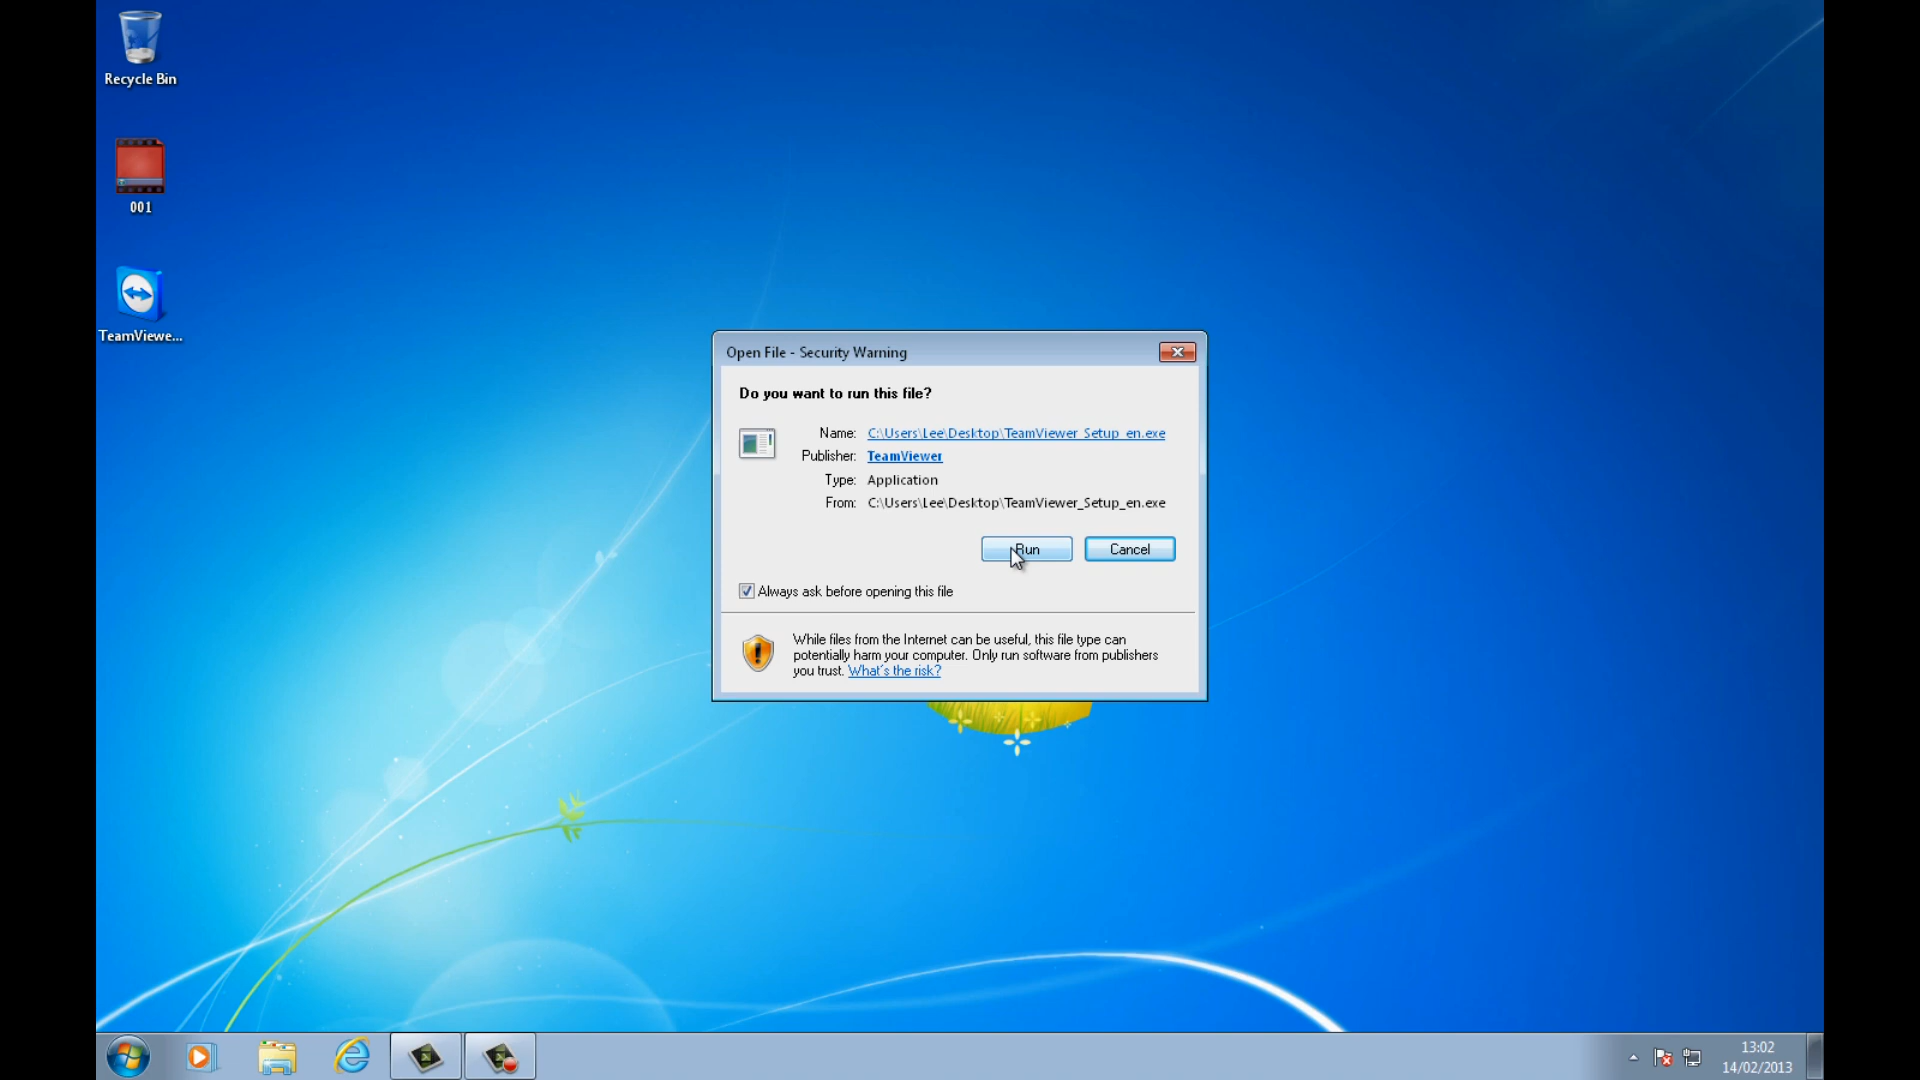 Recycle Bin
001
TeamViewe...
Open File - Security Warning
Do you want to run this file?
Name: C:\Users\Lee\Desktop\TeamViewer_Setup_en.exe
Publisher: TeamViewer
Type: Application
From: C:\Users\Lee\Desktop\TeamViewer_Setup_en.exe
Run Cancel
Always ask before opening this file
While files from the Internet can be useful, this file type can
potentially harm your computer. Only run software from publishers
you trust. What's the risk?
13:02
14/02/2013